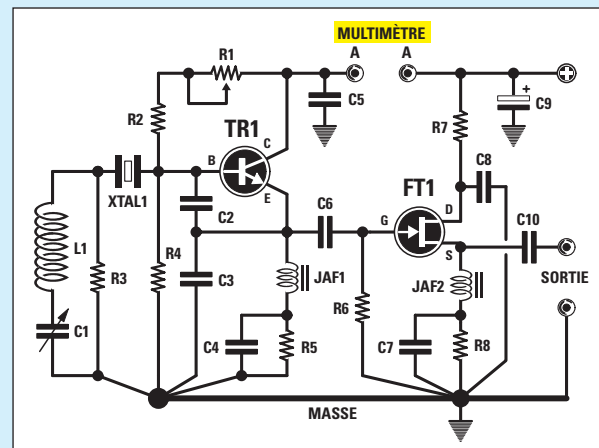 MULTIMÈTRE
A A
R1
C5
+
C9
R2
TR1
R7
C
B
E
C8
XTAL1
C2
C6
FT1
D
G
C10
S
L1
R3
R4
C3
JAF1
R6
JAF2
SORTIE
C1
C4
R5
C7
R8
MASSE